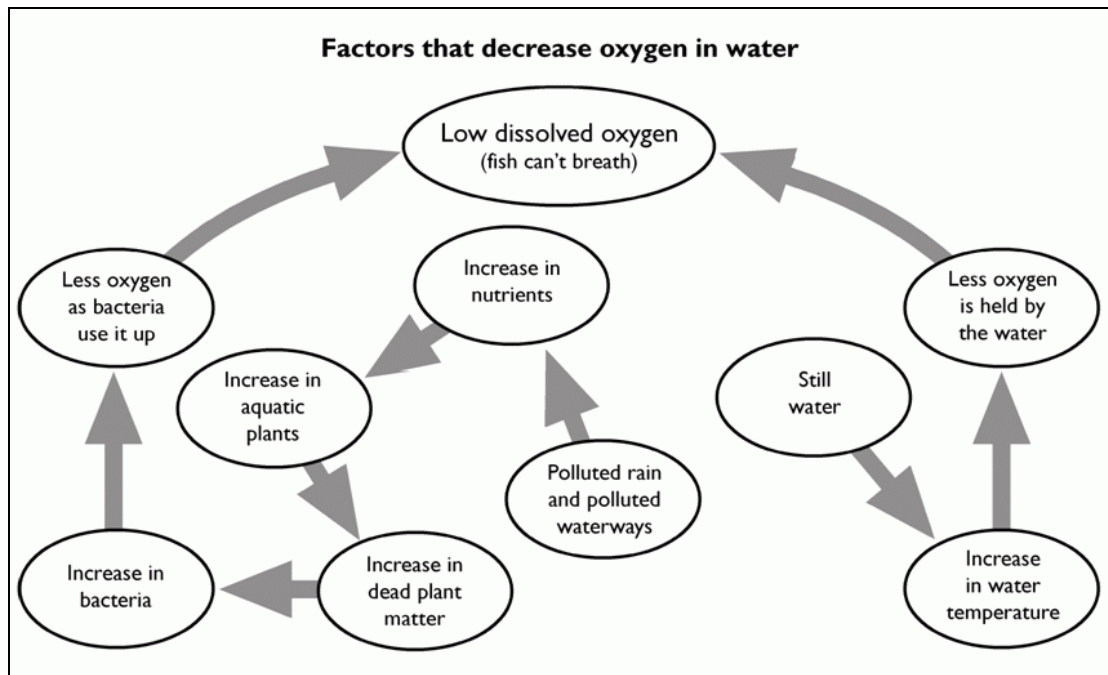 Factors that decrease oxygen in water
Low dissolved oxygen
(fish can't breath)
Less oxygen
as bacteria
use it up
Increase in
nutrients
Less oxygen
is held by
the water
Increase in
aquatic
plants
Still
water
Polluted rain
and polluted
waterways
Increase in
bacteria
Increase in
dead plant
matter
Increase
in water
temperature